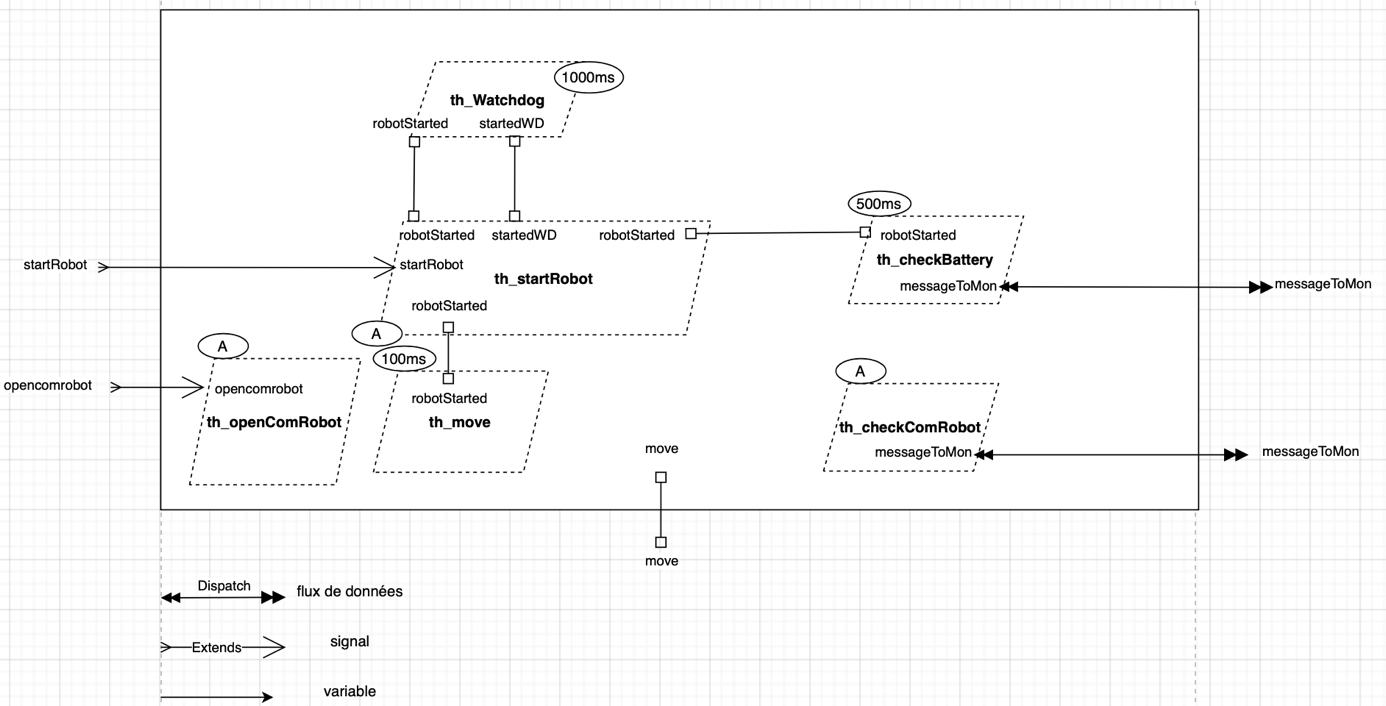 1000ms
th_Watchdog
robotStarted startedWD
500ms
robotStarted startedWD robotStarted
robotStarted
startRobot
startRobot
th_startRobot
th_checkBattery
messageToMon
messageToMon
robotStarted
A
A
100ms
A
opencomrobot
opencomrobot
robotStarted
th_openComRobot
th_move
th_checkComRobot
move
messageToMon
messageToMon
move
Dispatch
flux de données
Extends
signal
variable